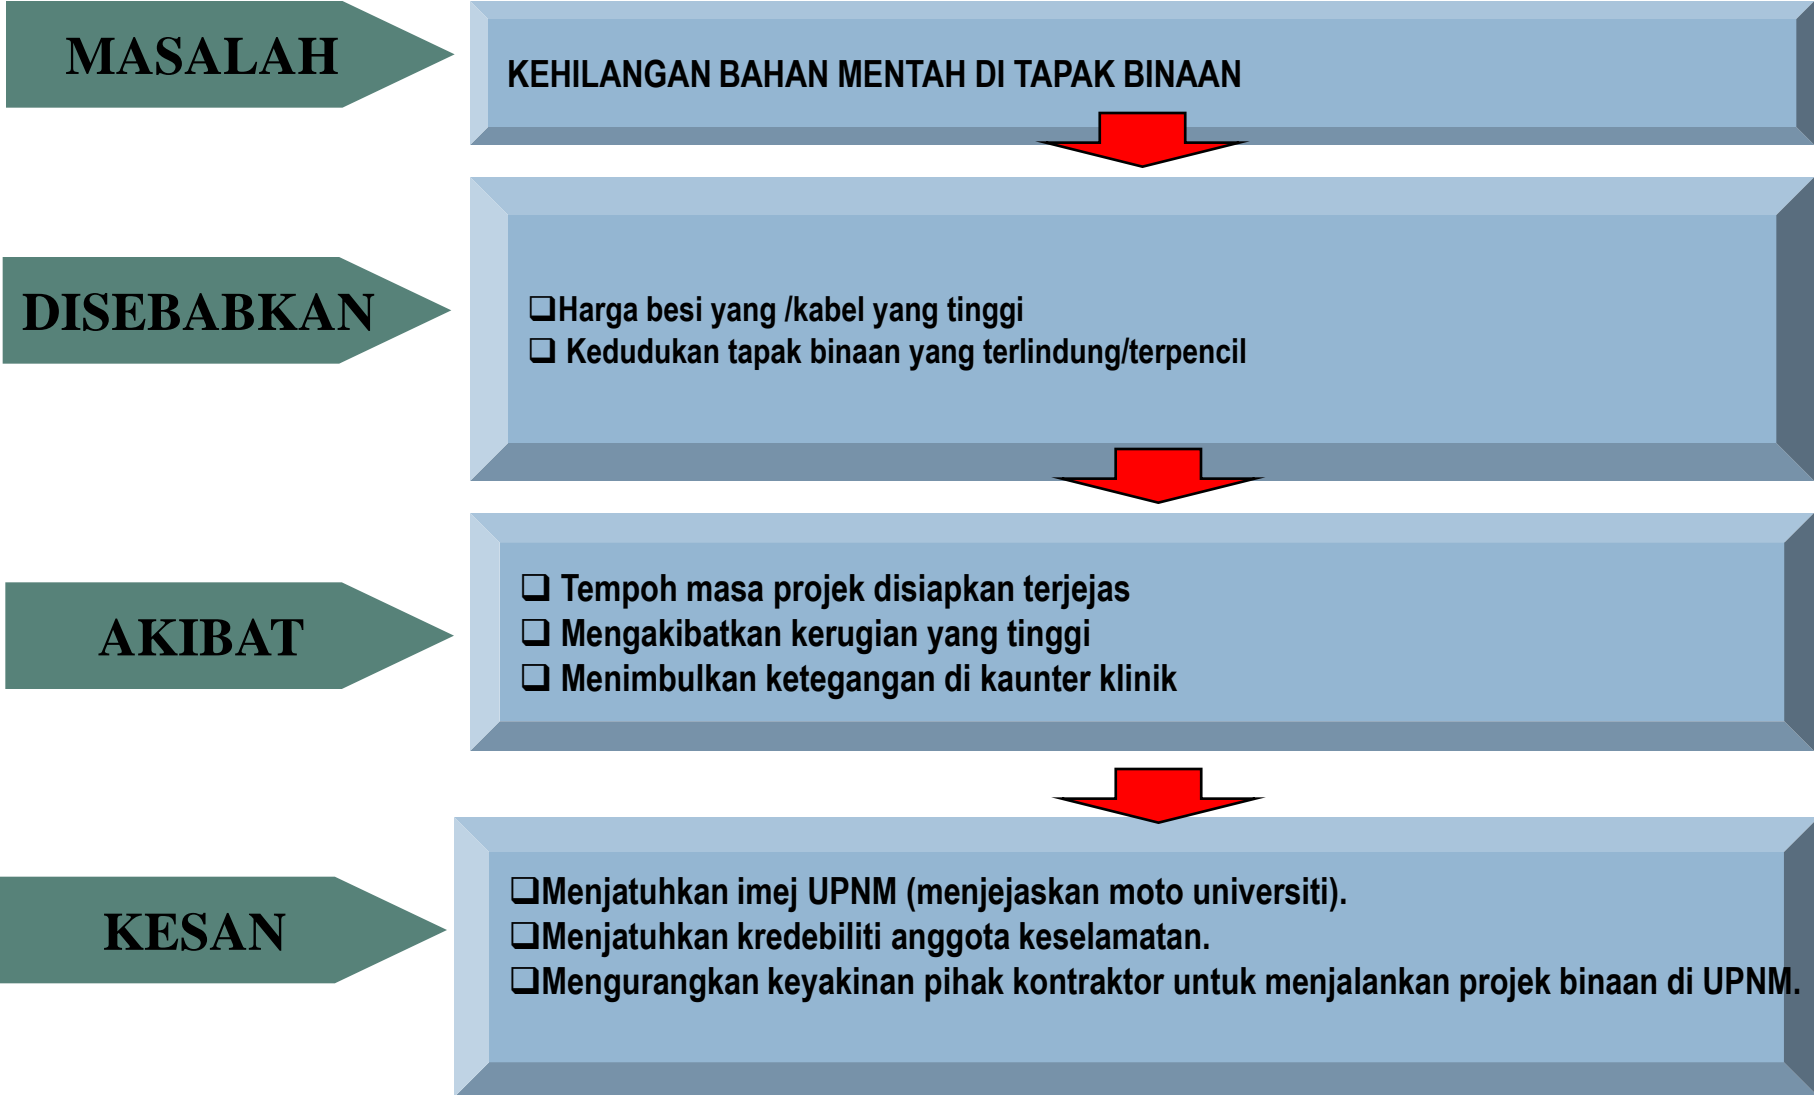 MASALAH
KEHILANGAN BAHAN MENTAH DI TAPAK BINAAN
DISEBABKAN
❑Harga besi yang /kabel yang tinggi
❑ Kedudukan tapak binaan yang terlindung/terpencil
AKIBAT
❑ Tempoh masa projek disiapkan terjejas
❑ Mengakibatkan kerugian yang tinggi
❑ Menimbulkan ketegangan di kaunter klinik
KESAN
❑Menjatuhkan imej UPNM (menjejaskan moto universiti).
❑Menjatuhkan kredebiliti anggota keselamatan.
❑Mengurangkan keyakinan pihak kontraktor untuk menjalankan projek binaan di UPNM.